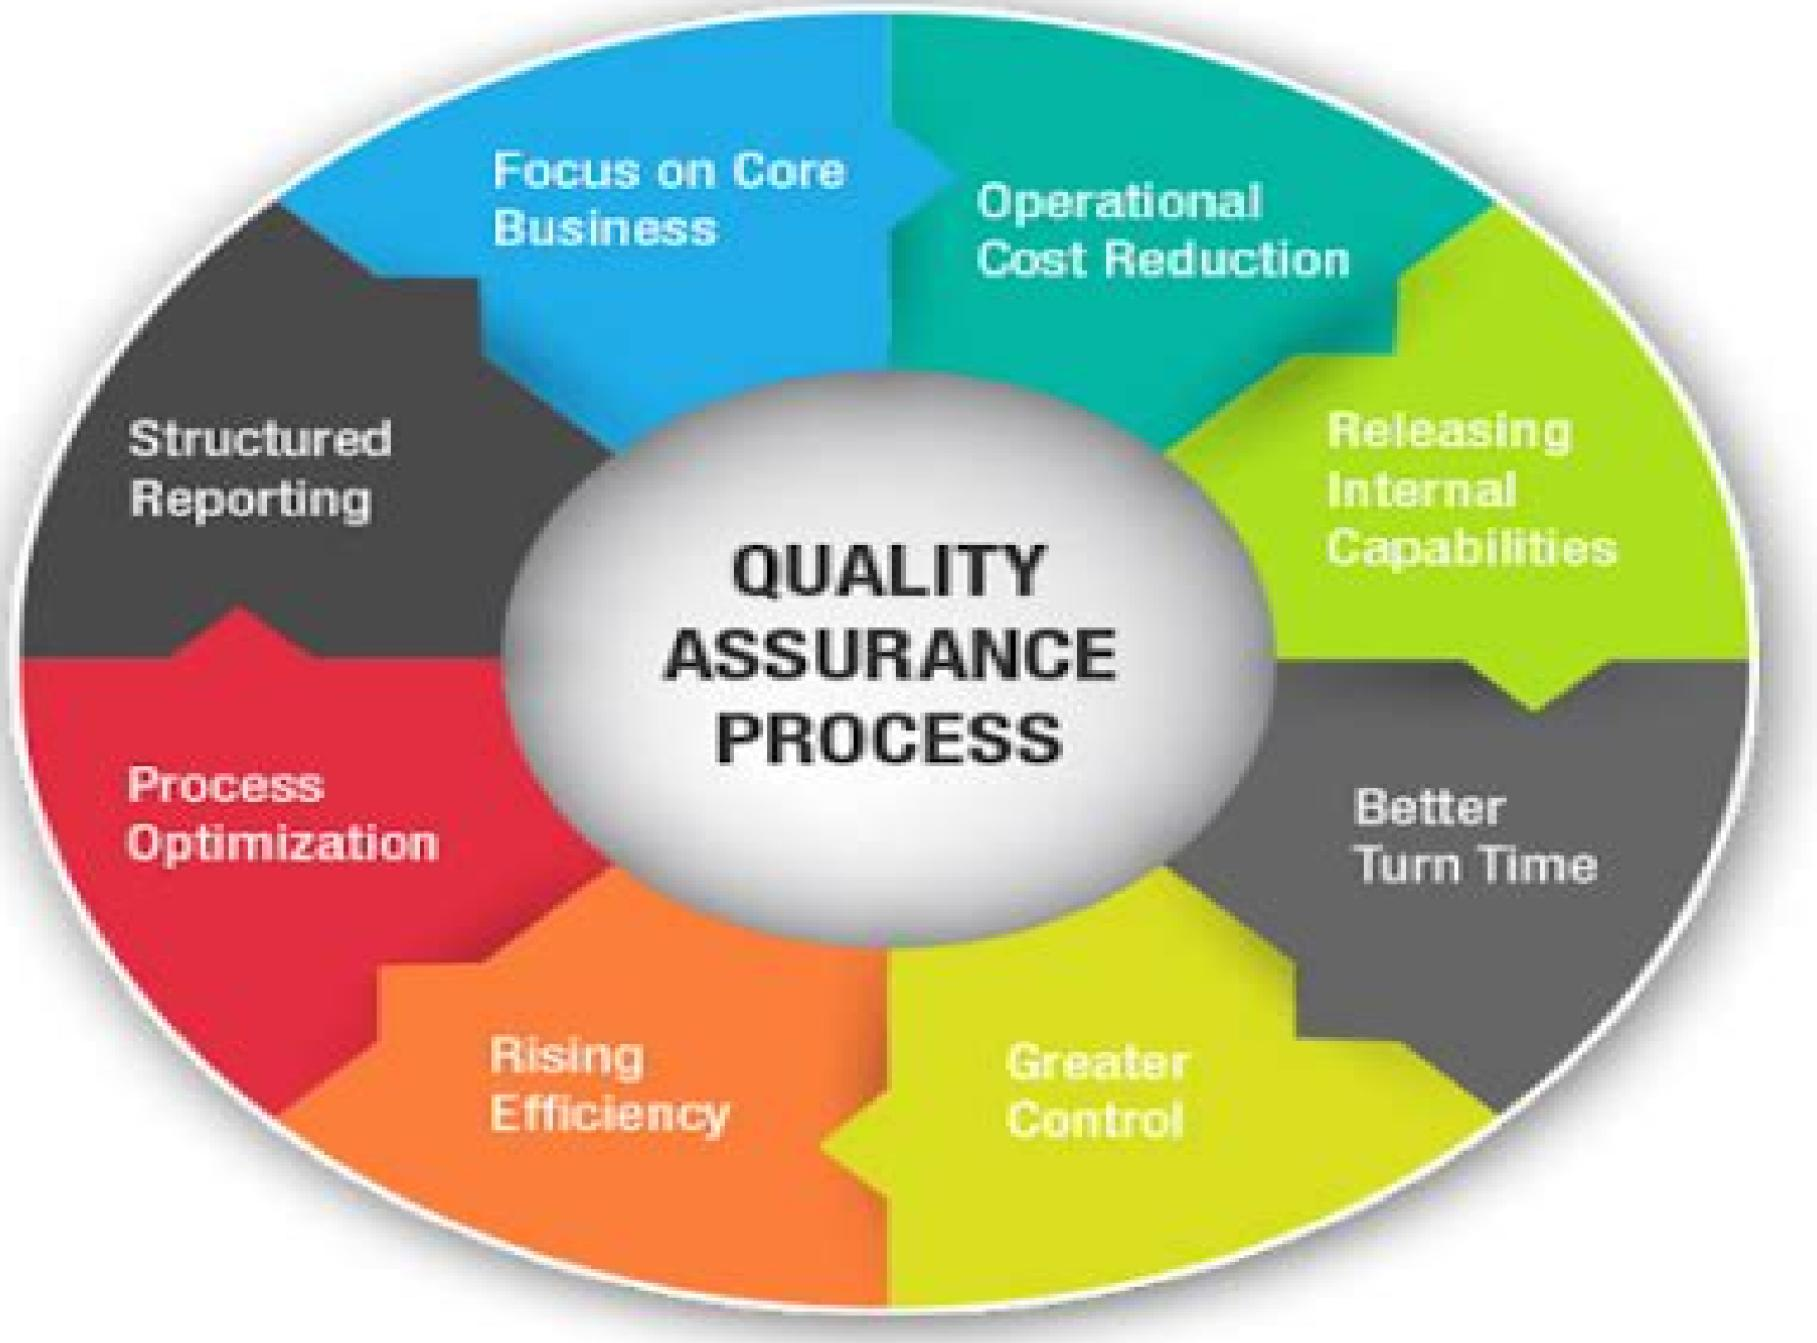 Focus on Core
Business
Operational
Cost Reduction
Releasing
Internal
Capabilities
Better
Turn Time
Greater
Control
Rising
Efficiency
Process
Optimization
Structured
Reporting
QUALITY
ASSURANCE
PROCESS